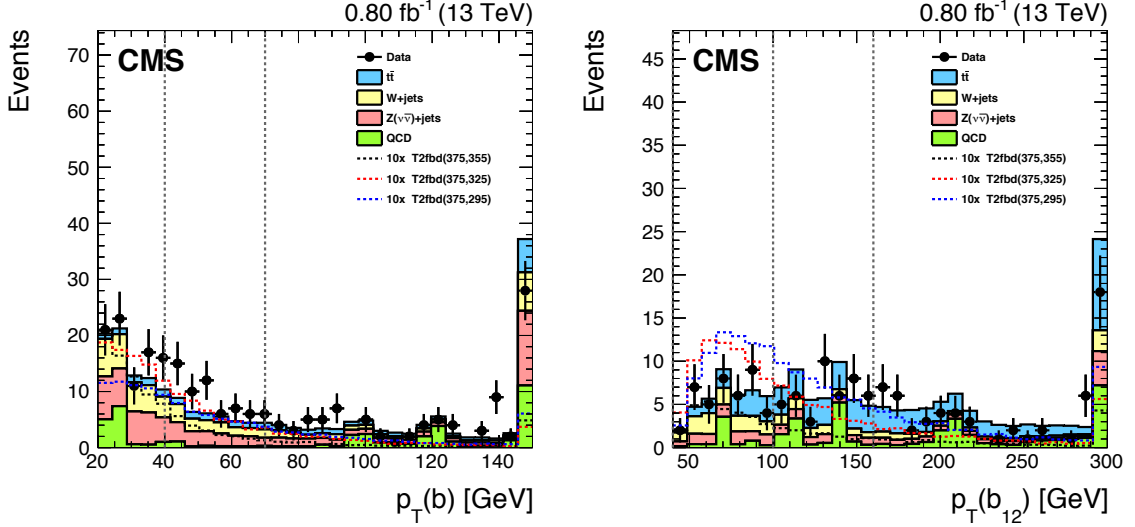 0.80 fb⁻¹ (13 TeV)
CMS
Events
70
60
50
40
30
20
10
0
Data
tt̄
W+jets
Z(νν̄)+jets
QCD
10x T2fbd(375,355)
10x T2fbd(375,325)
10x T2fbd(375,295)
20 40 60 80 100 120 140
p_T(b) [GeV]
0.80 fb⁻¹ (13 TeV)
CMS
Events
45
40
35
30
25
20
15
10
5
0
Data
tt̄
W+jets
Z(νν̄)+jets
QCD
10x T2fbd(375,355)
10x T2fbd(375,325)
10x T2fbd(375,295)
50 100 150 200 250 300
p_T(b₁₂) [GeV]